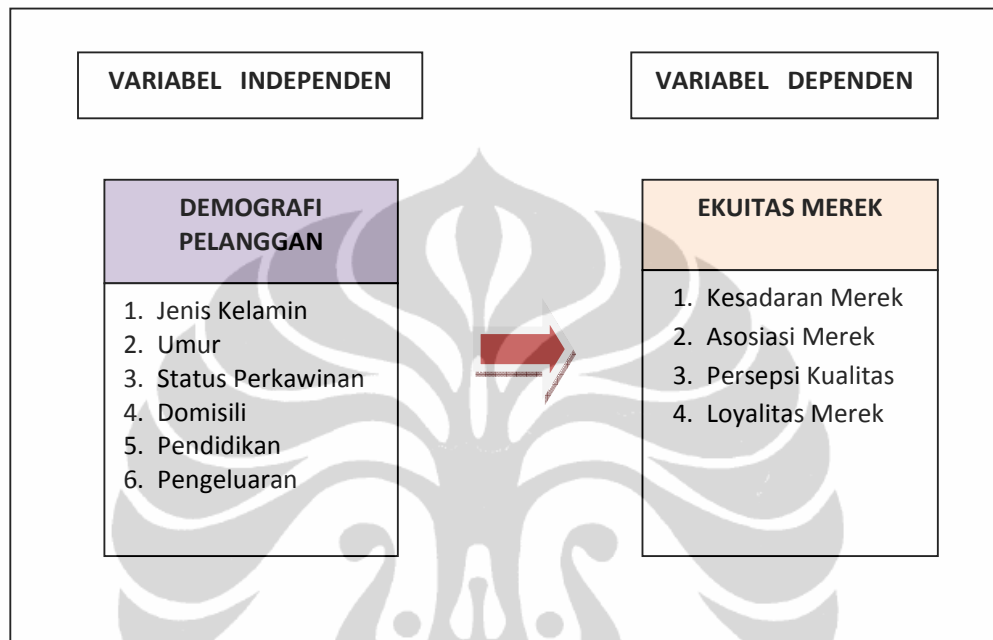 VARIABEL INDEPENDEN
VARIABEL DEPENDEN
DEMOGRAFI
PELANGGAN
1. Jenis Kelamin
2. Umur
3. Status Perkawinan
4. Domisili
5. Pendidikan
6. Pengeluaran
EKUITAS MEREK
1. Kesadaran Merek
2. Asosiasi Merek
3. Persepsi Kualitas
4. Loyalitas Merek